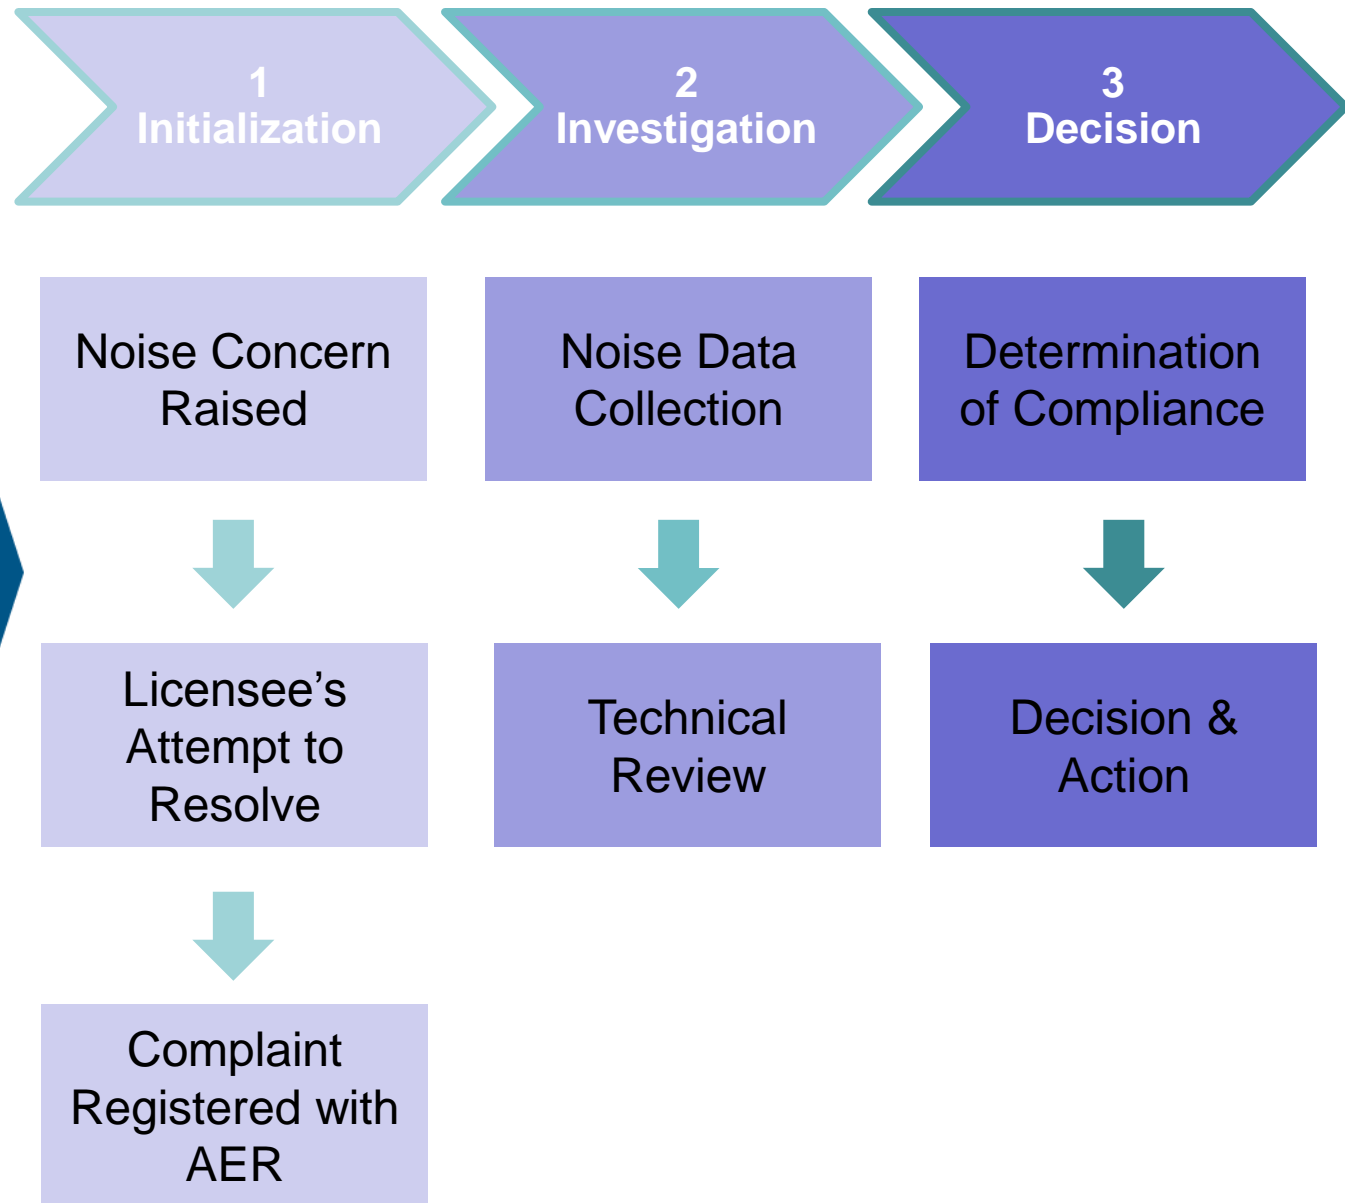 1
Initialization
2
Investigation
3
Decision
Noise Concern
Raised
Licensee’s
Attempt to
Resolve
Complaint
Registered with
AER
Noise Data
Collection
Technical
Review
Determination
of Compliance
Decision &
Action